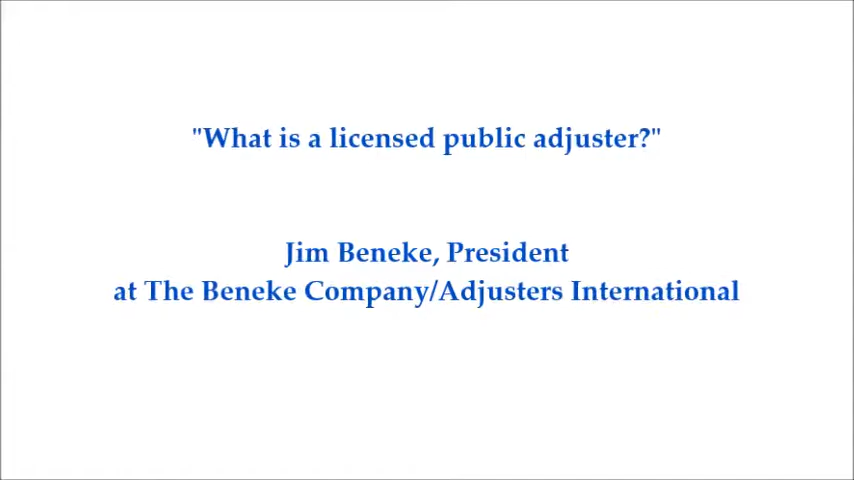 "What is a licensed public adjuster?"
Jim Beneke, President
at The Beneke Company/Adjusters International